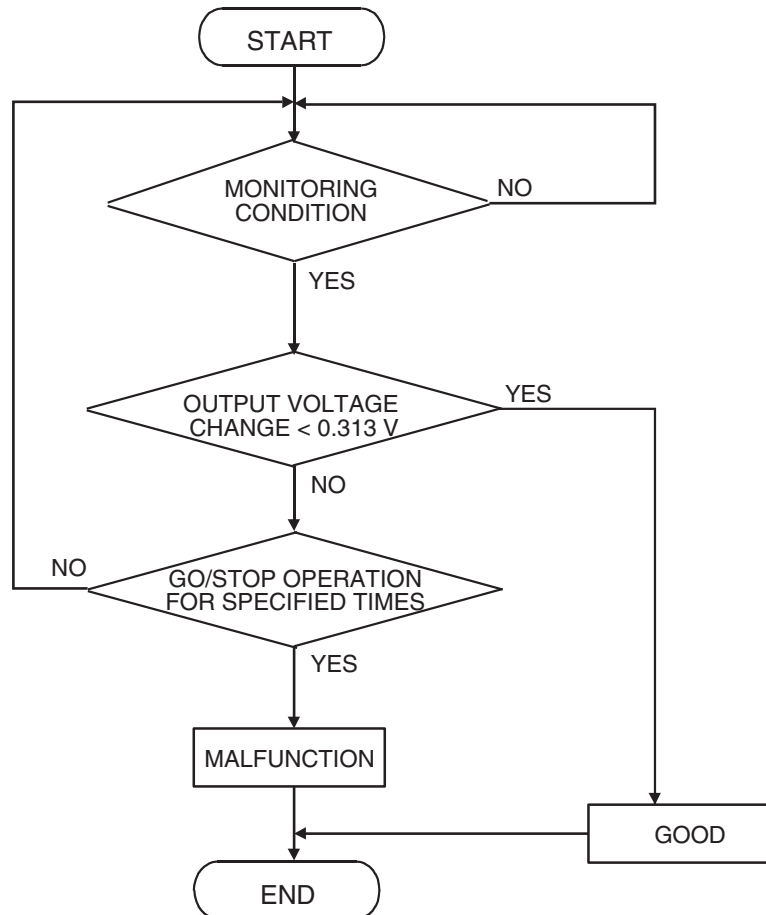 START
MONITORING
CONDITION
NO
YES
OUTPUT VOLTAGE
CHANGE < 0.313 V
YES
NO
GO/STOP OPERATION
FOR SPECIFIED TIMES
NO
YES
MALFUNCTION
GOOD
END